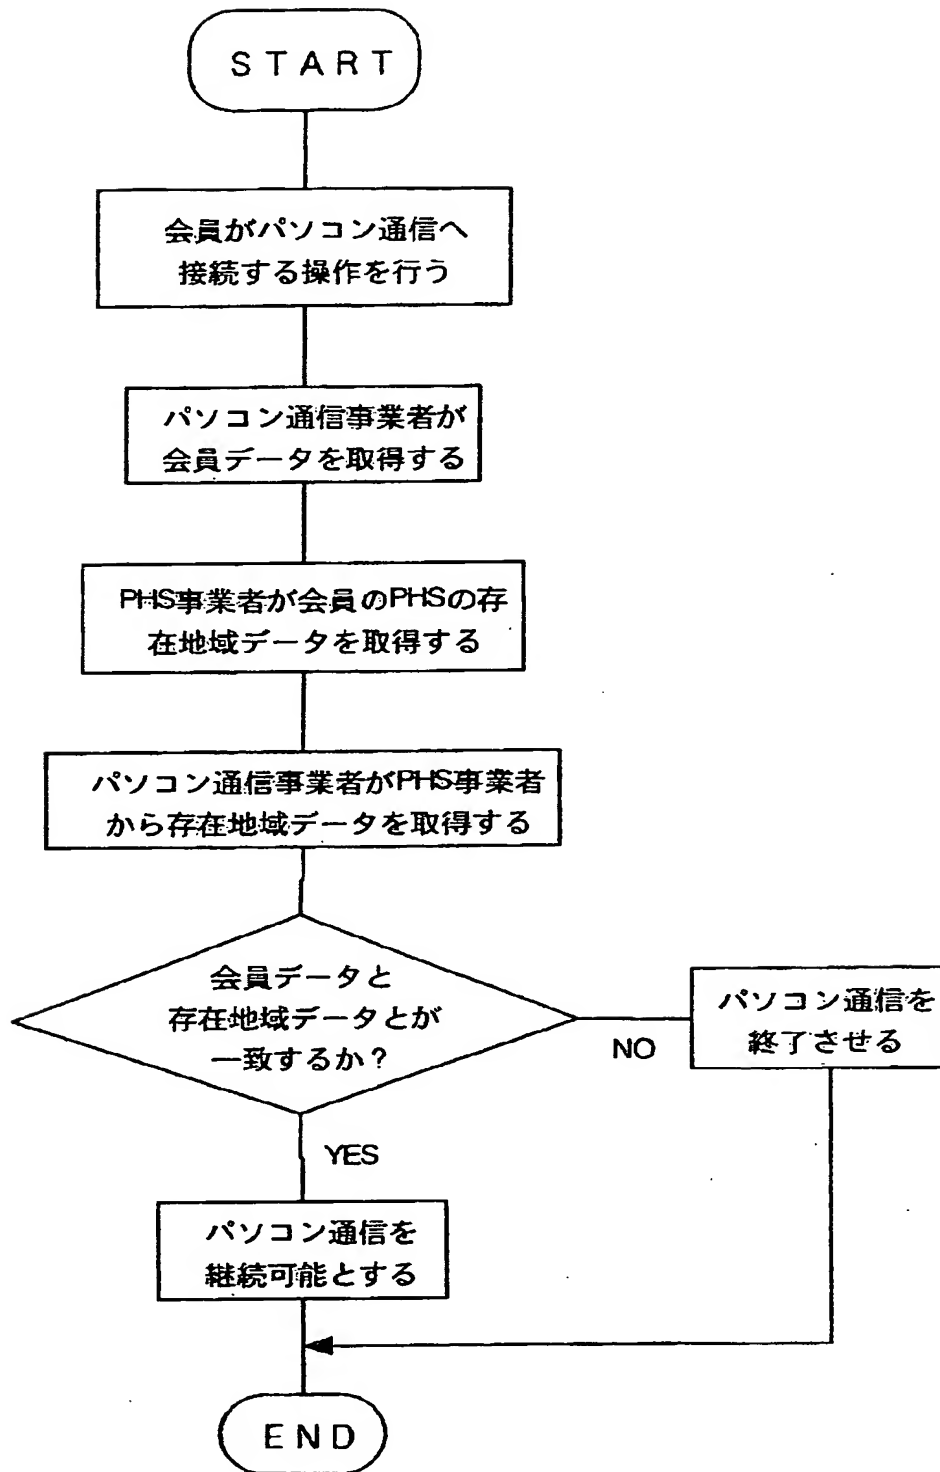 START
会員がパソコン通信へ
接続する操作を行う
パソコン通信事業者が
会員データを取得する
PHS事業者が会員のPHSの存
在地域データを取得する
パソコン通信事業者がPHS事業者
から存在地域データを取得する
会員データと
存在地域データとが
一致するか?
NO
パソコン通信を
終了させる
YES
パソコン通信を
継続可能とする
END